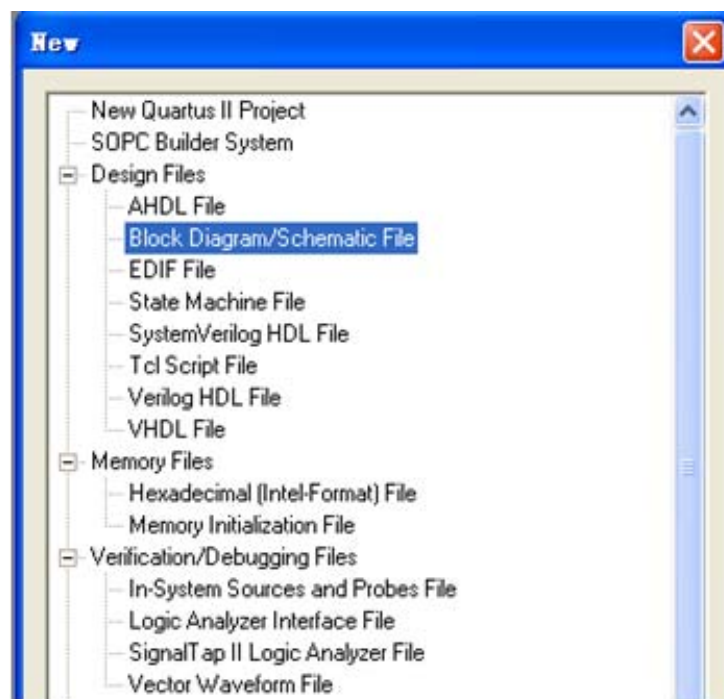 New
New Quartus II Project
SOPC Builder System
Design Files
AHDL File
Block Diagram/Schematic File
EDIF File
State Machine File
SystemVerilog HDL File
Tcl Script File
Verilog HDL File
VHDL File
Memory Files
Hexadecimal (Intel-Format) File
Memory Initialization File
Verification/Debugging Files
In-System Sources and Probes File
Logic Analyzer Interface File
SignalTap II Logic Analyzer File
Vector Waveform File